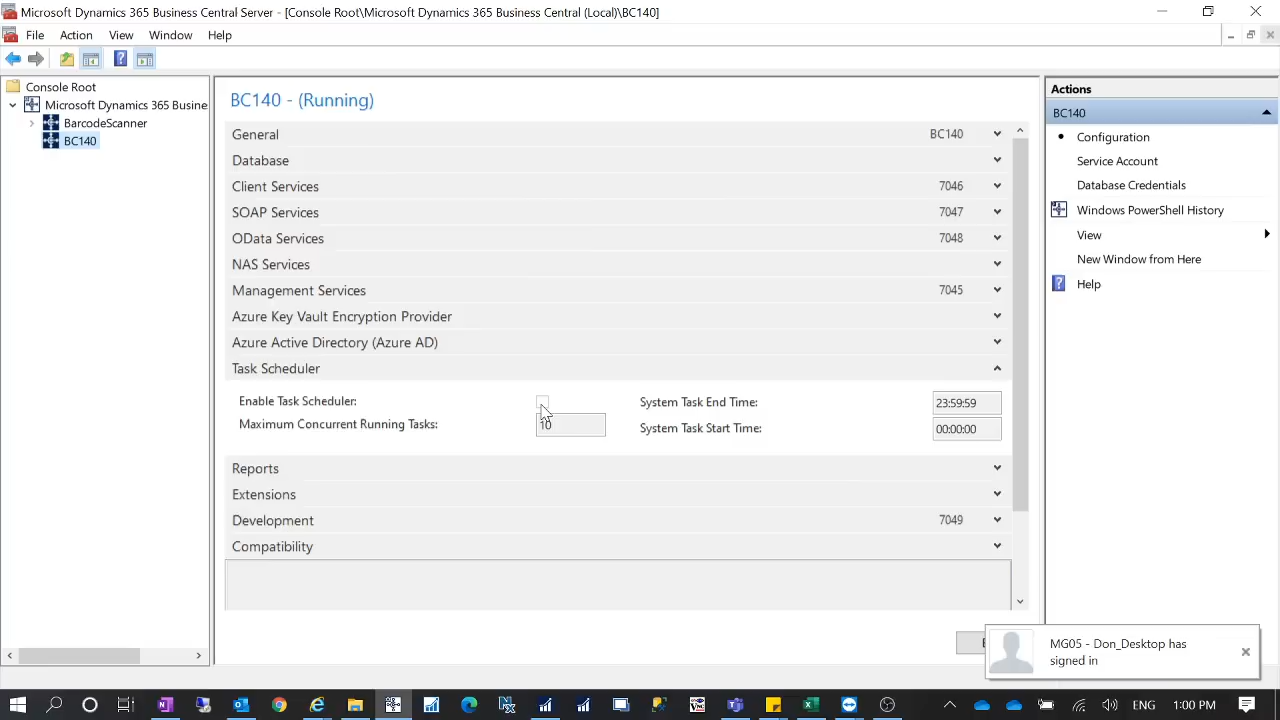 Microsoft Dynamics 365 Business Central Server - [Console Root\Microsoft Dynamics 365 Business Central (Local)\BC140]
File Action View Window Help
Console Root
Microsoft Dynamics 365 Busine
BarcodeScanner
BC140
BC140 - (Running)
General BC140
Database
Client Services 7046
SOAP Services 7047
OData Services 7048
NAS Services
Management Services 7045
Azure Key Vault Encryption Provider
Azure Active Directory (Azure AD)
Task Scheduler
Enable Task Scheduler: System Task End Time: 23:59:59
Maximum Concurrent Running Tasks: 10 System Task Start Time: 00:00:00
Reports
Extensions
Development 7049
Compatibility
Actions
BC140
Configuration
Service Account
Database Credentials
Windows PowerShell History
View
New Window from Here
Help
MG05 - Don_Desktop has
signed in
ENG 1:00 PM